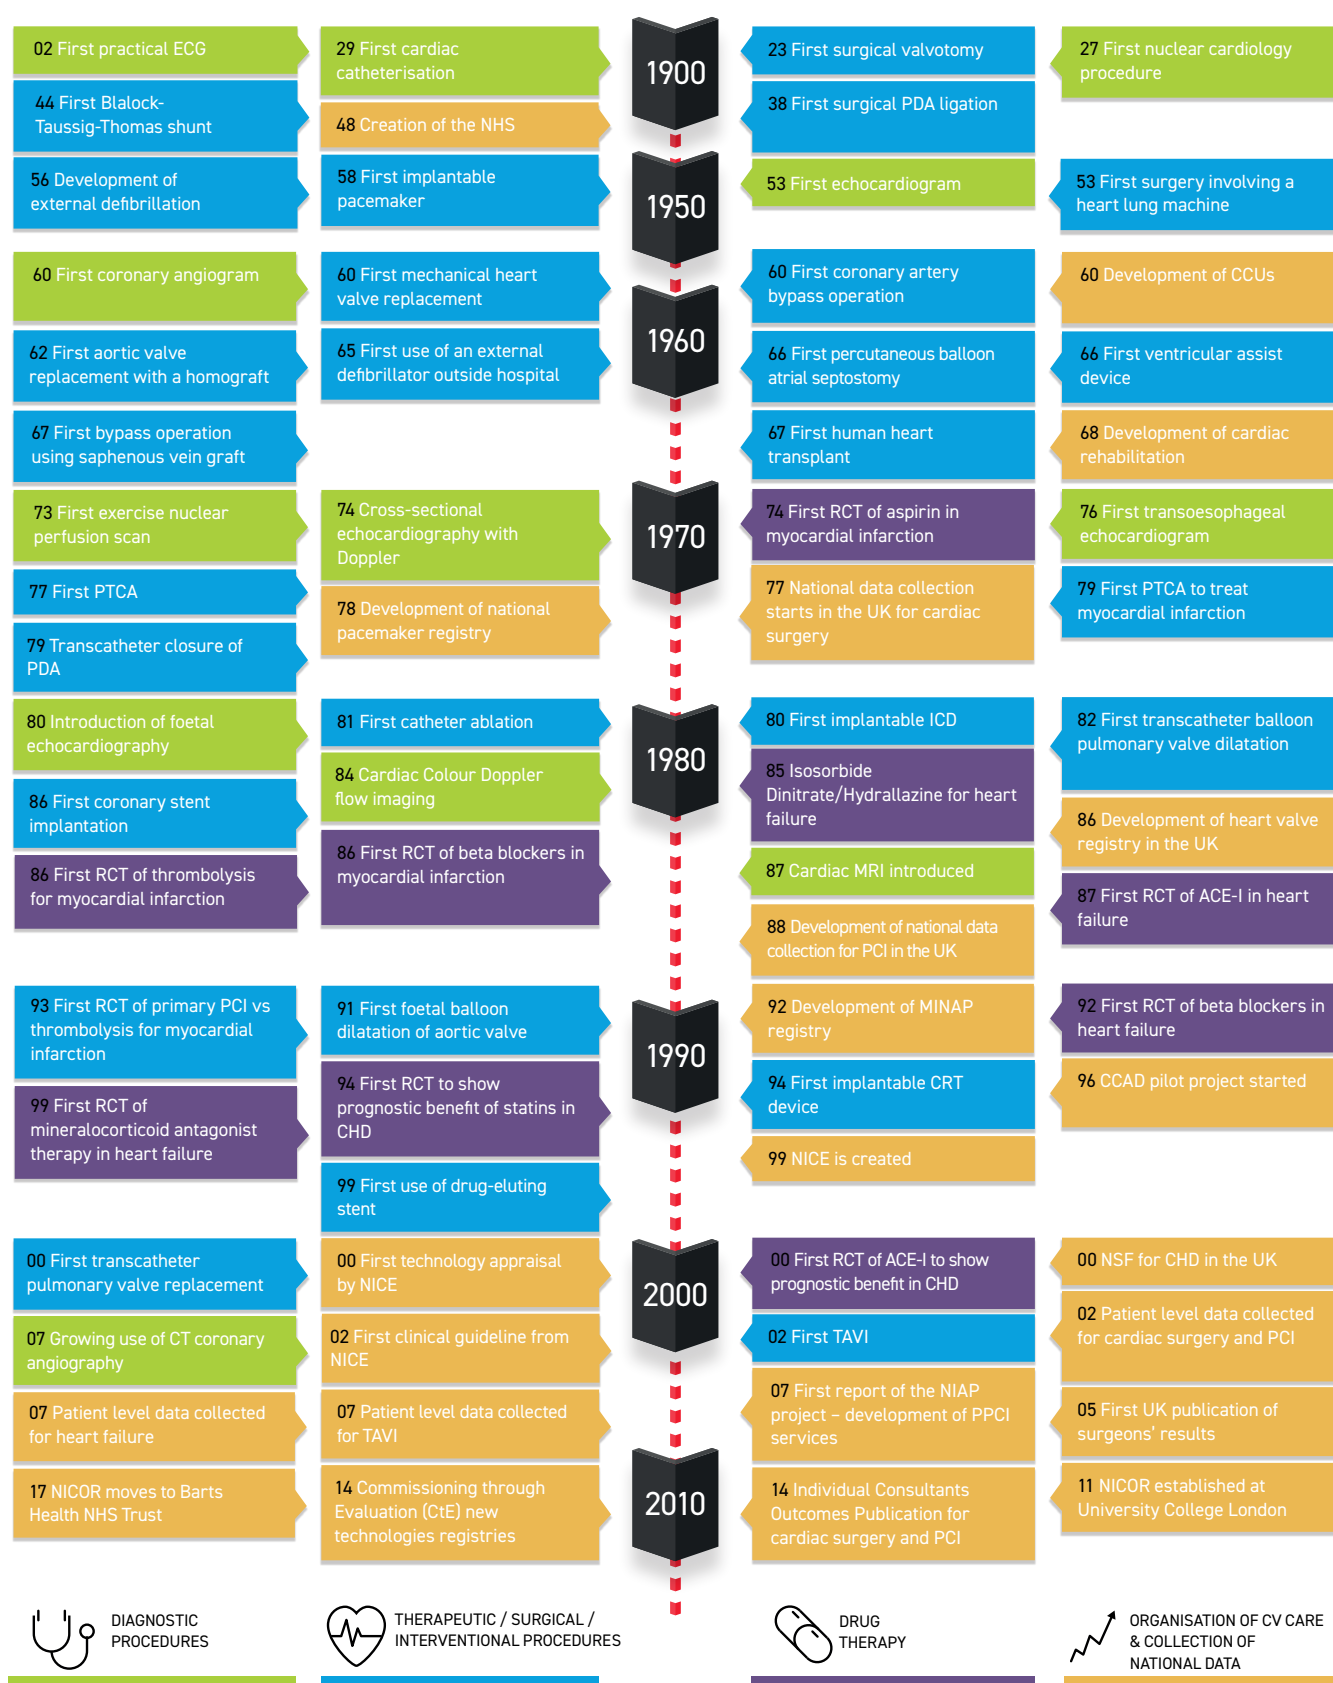 02 First practical ECG
29 First cardiac
catheterisation
1900
23 First surgical valvotomy
27 First nuclear cardiology
procedure
44 First Blalock-
Taussig-Thomas shunt
48 Creation of the NHS
38 First surgical PDA ligation
56 Development of
external defibrillation
58 First implantable
pacemaker
1950
53 First echocardiogram
53 First surgery involving a
heart lung machine
60 First coronary angiogram
60 First mechanical heart
valve replacement
1960
60 First coronary artery
bypass operation
60 Development of CCUs
62 First aortic valve
replacement with a homograft
65 First use of an external
defibrillator outside hospital
66 First percutaneous balloon
atrial septostomy
66 First ventricular assist
device
67 First bypass operation
using saphenous vein graft
67 First human heart
transplant
68 Development of cardiac
rehabilitation
73 First exercise nuclear
perfusion scan
74 Cross-sectional
echocardiography with
Doppler
1970
74 First RCT of aspirin in
myocardial infarction
76 First transoesophageal
echocardiogram
77 First PTCA
78 Development of national
pacemaker registry
77 National data collection
starts in the UK for cardiac
surgery
79 First PTCA to treat
myocardial infarction
79 Transcatheter closure of
PDA
80 Introduction of foetal
echocardiography
81 First catheter ablation
1980
80 First implantable ICD
82 First transcatheter balloon
pulmonary valve dilatation
84 Cardiac Colour Doppler
flow imaging
85 Isosorbide
Dinitrate/Hydrallazine for heart
failure
86 First coronary stent
implantation
86 Development of heart valve
registry in the UK
86 First RCT of thrombolysis
for myocardial infarction
86 First RCT of beta blockers in
myocardial infarction
87 Cardiac MRI introduced
87 First RCT of ACE-I in heart
failure
88 Development of national data
collection for PCI in the UK
93 First RCT of primary PCI vs
thrombolysis for myocardial
infarction
91 First foetal balloon
dilatation of aortic valve
1990
92 Development of MINAP
registry
92 First RCT of beta blockers in
heart failure
99 First RCT of
mineralocorticoid antagonist
therapy in heart failure
94 First RCT to show
prognostic benefit of statins in
CHD
94 First implantable CRT
device
96 CCAD pilot project started
99 First use of drug-eluting
stent
99 NICE is created
00 First transcatheter
pulmonary valve replacement
00 First technology appraisal
by NICE
2000
00 First RCT of ACE-I to show
prognostic benefit in CHD
00 NSF for CHD in the UK
07 Growing use of CT coronary
angiography
02 First clinical guideline from
NICE
02 First TAVI
02 Patient level data collected
for cardiac surgery and PCI
07 Patient level data collected
for heart failure
07 Patient level data collected
for TAVI
07 First report of the NIAP
project – development of PPCI
services
05 First UK publication of
surgeons' results
17 NICOR moves to Barts
Health NHS Trust
14 Commissioning through
Evaluation (CtE) new
technologies registries
2010
14 Individual Consultants
Outcomes Publication for
cardiac surgery and PCI
11 NICOR established at
University College London
DIAGNOSTIC
PROCEDURES
THERAPEUTIC / SURGICAL /
INTERVENTIONAL PROCEDURES
DRUG
THERAPY
ORGANISATION OF CV CARE
& COLLECTION OF
NATIONAL DATA